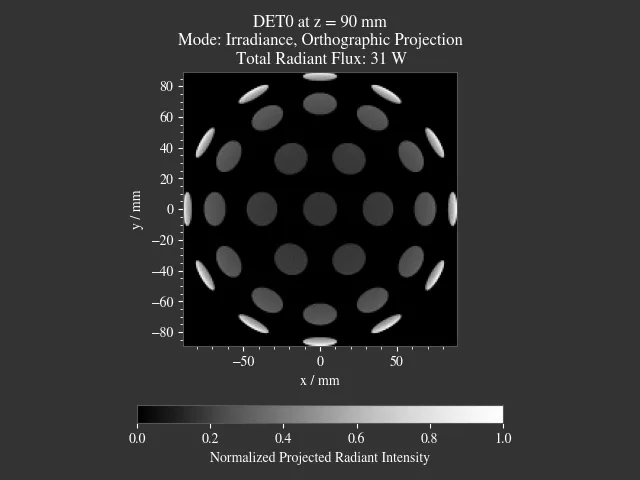 DET0 at z = 90 mm
Mode: Irradiance, Orthographic Projection
Total Radiant Flux: 31 W
80
60
40
20
0
−20
−40
−60
−80
y / mm
−50 0 50
x / mm
0.0 0.2 0.4 0.6 0.8 1.0
Normalized Projected Radiant Intensity